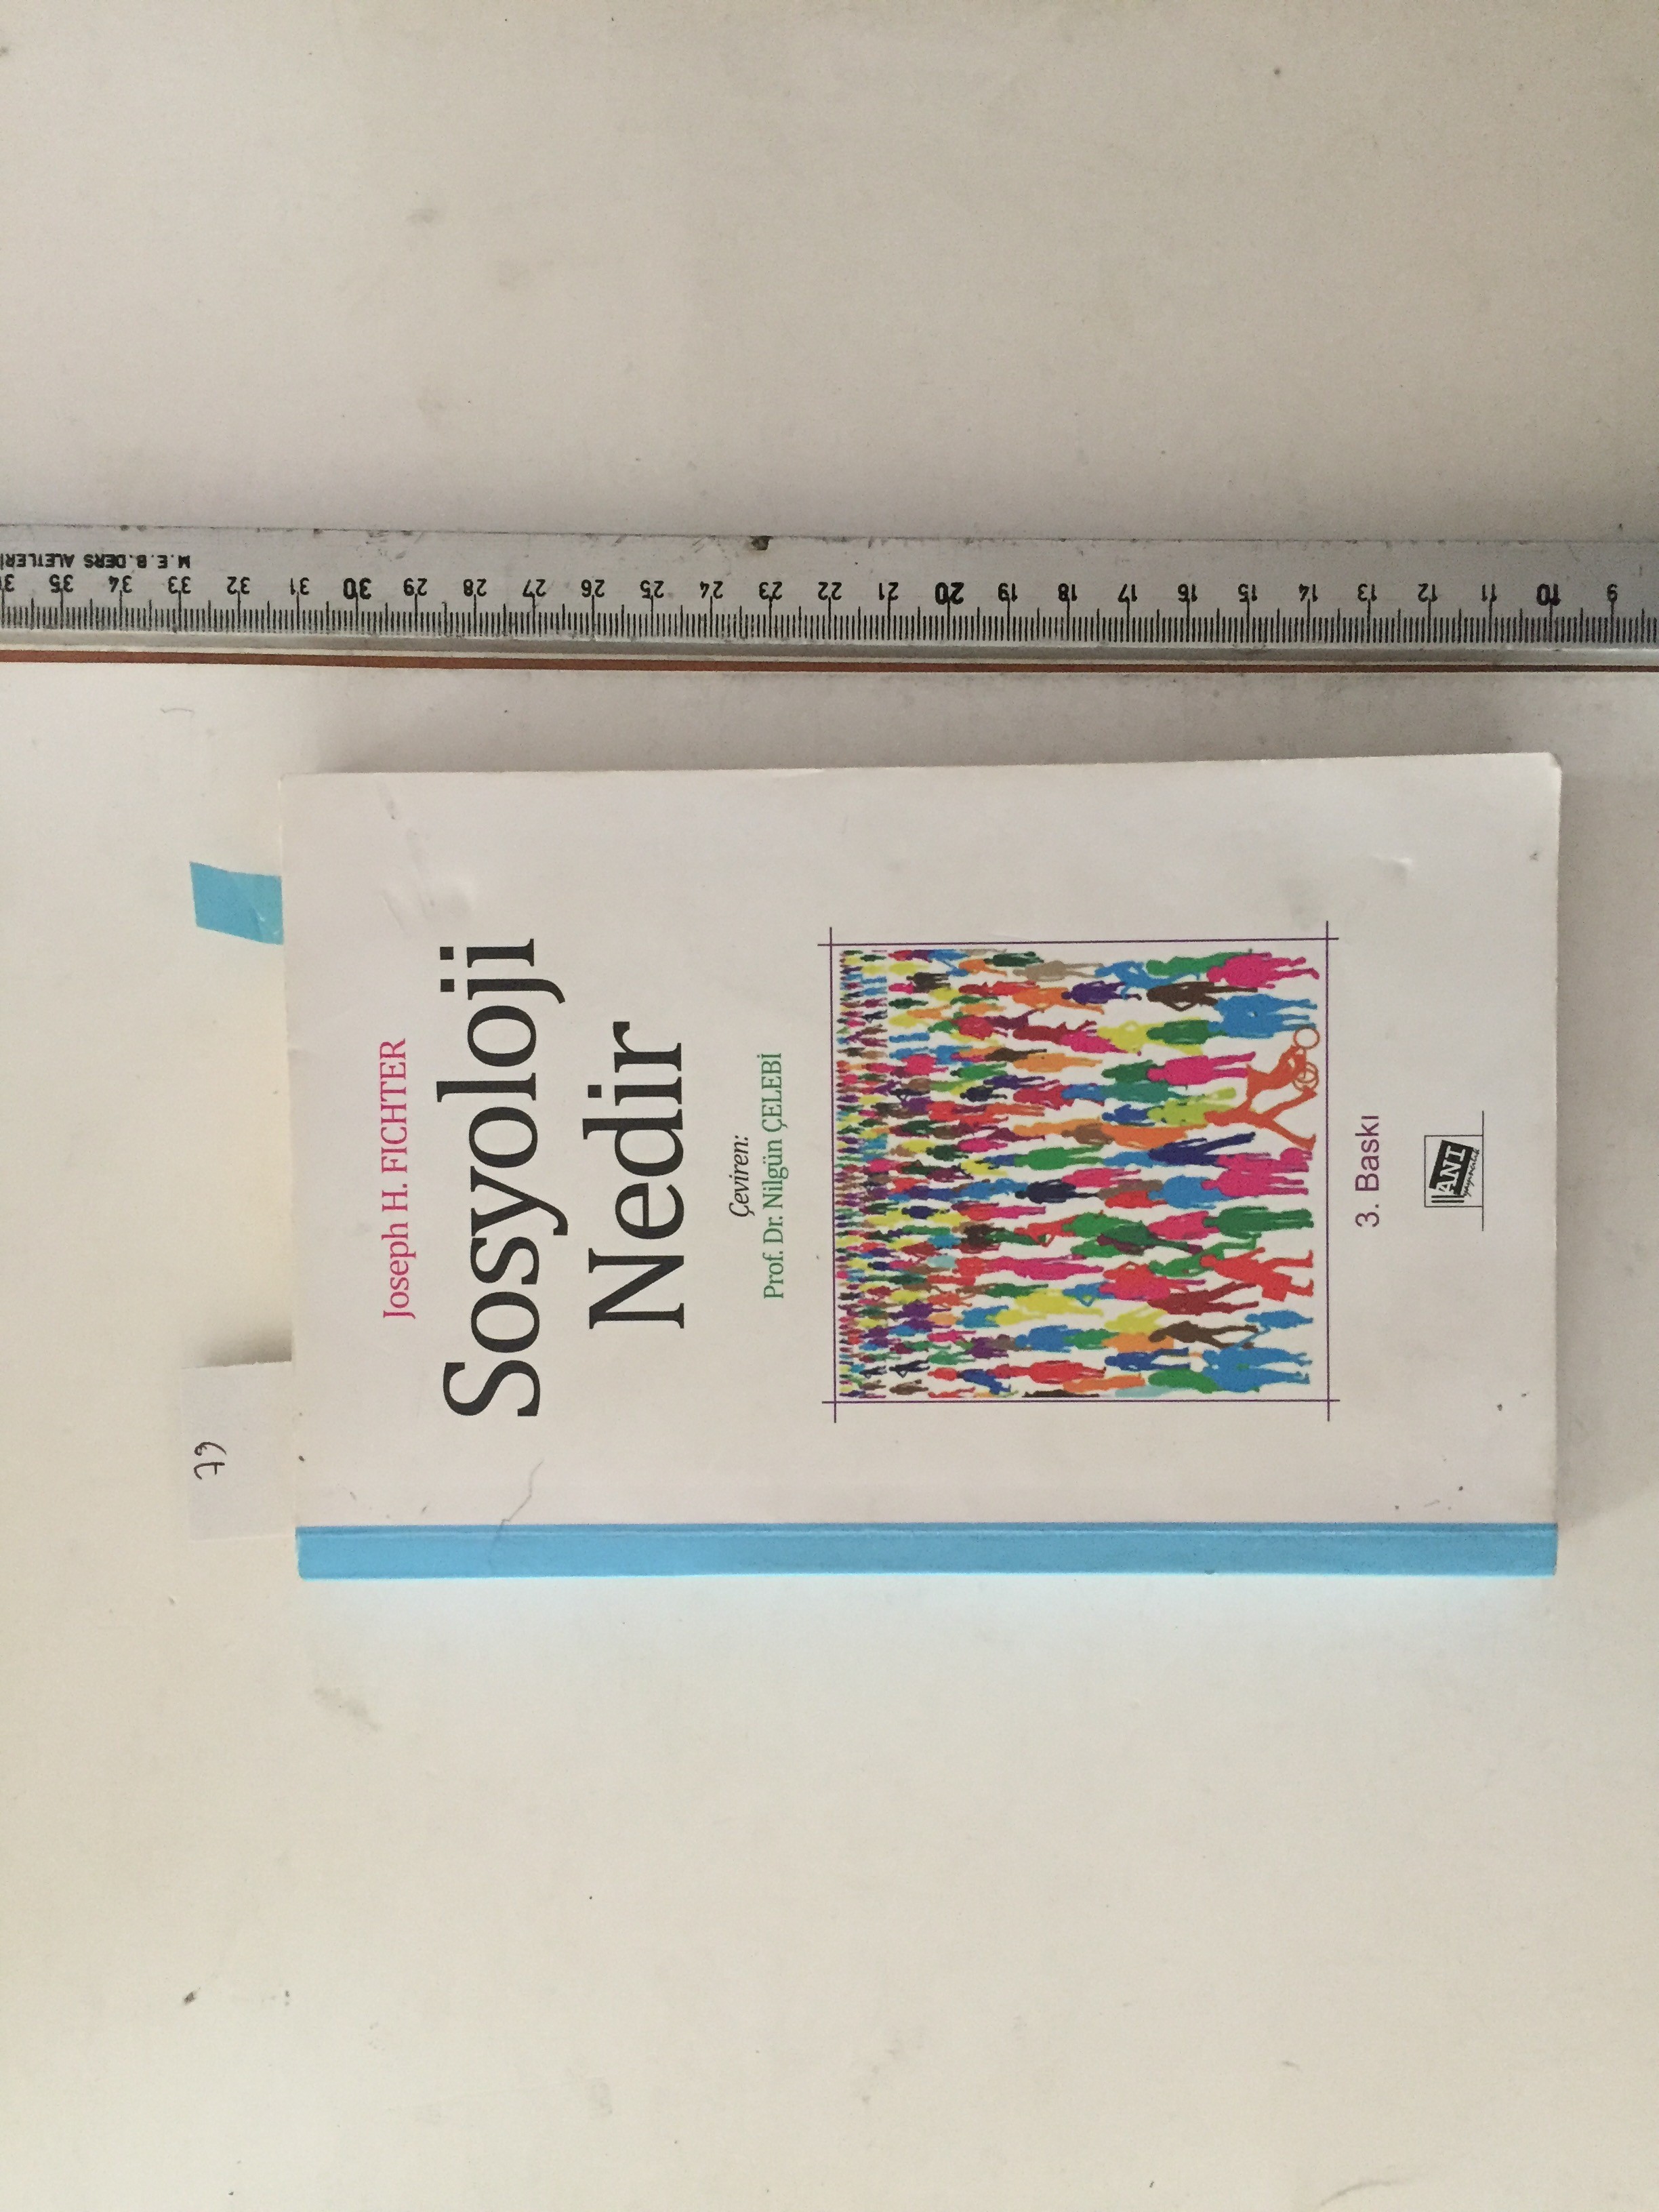 M.E.B. DERS ALETLERİ
9 10 11 12 13 14 15 16 17 18 19 20 21 22 23 24 25 26 27 28 29 30 31 32 33 34 35
Joseph H. FICHTER
Sosyoloji
Nedir
Çeviren:
Prof. Dr. Nilgün ÇELEBİ
3. Baskı
ANI
yayıncılık